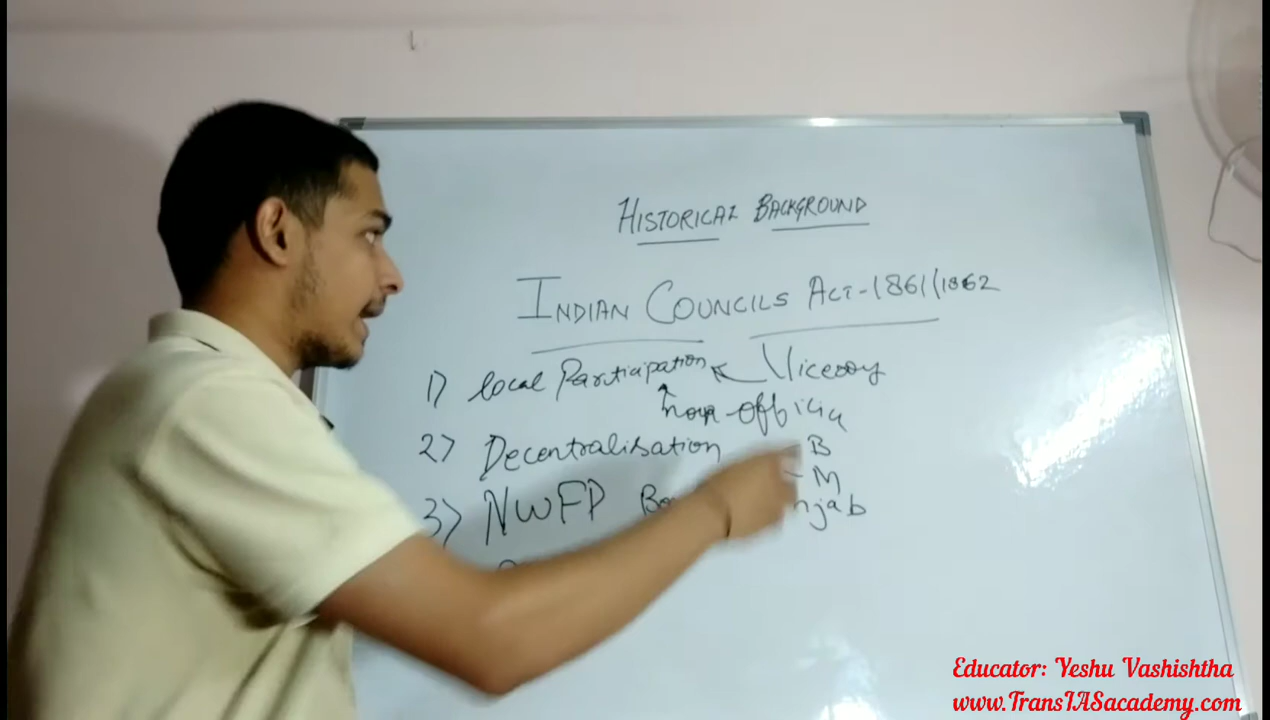 HISTORICAL BACKGROUND
INDIAN COUNCILS ACT-1861/1862
1) Local Participation Viceroy
non-official
2) Decentralisation - B
- M
3) NWFP
Educator: Yeshu Vashishtha
www.TransIASacademy.com